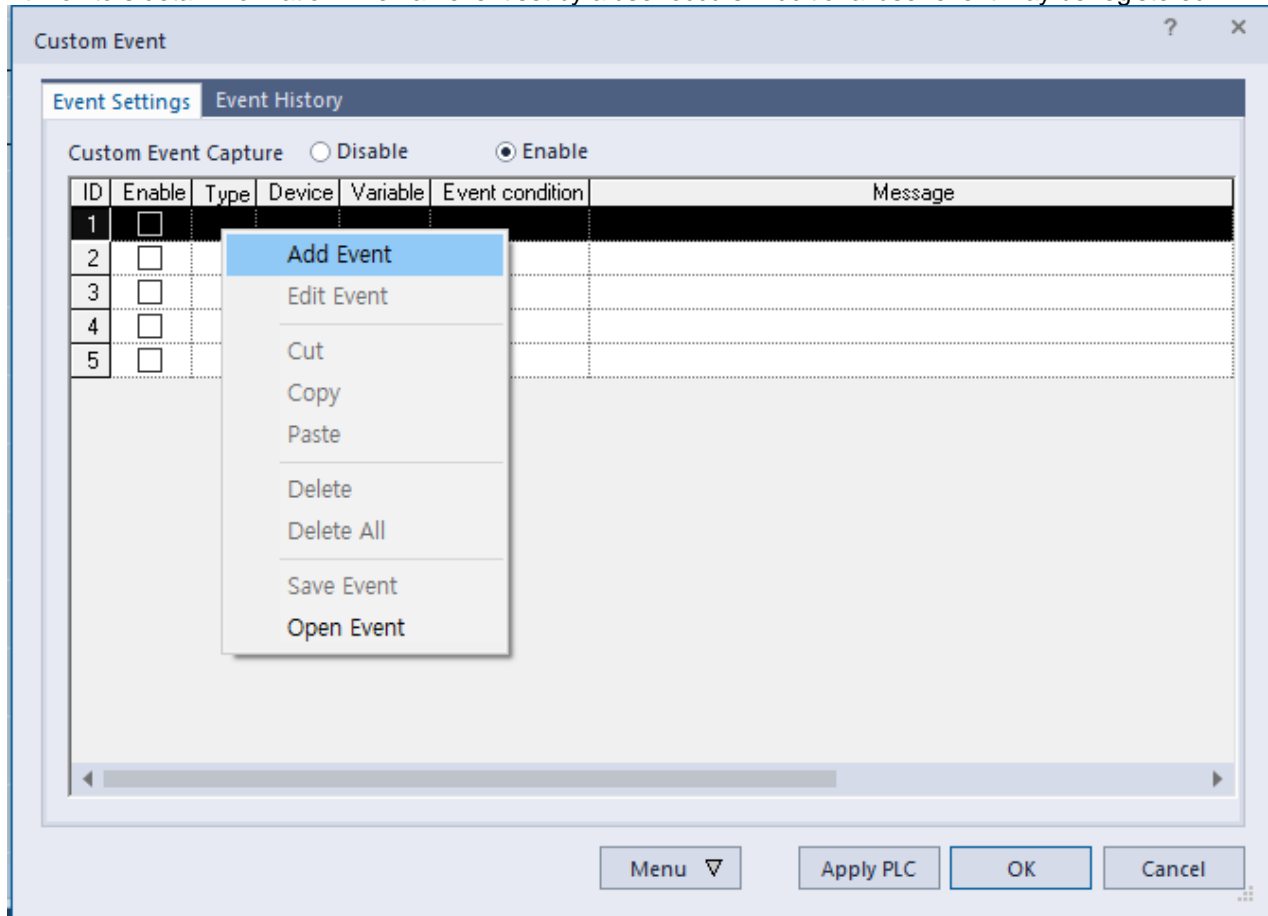 Custom Event
Event Settings Event History
Custom Event Capture Disable Enable
ID Enable Type Device Variable Event condition Message
1
Add Event
2
Edit Event
3
4
Cut
5
Copy
Paste
Delete
Delete All
Save Event
Open Event
Menu ▽ Apply PLC OK Cancel